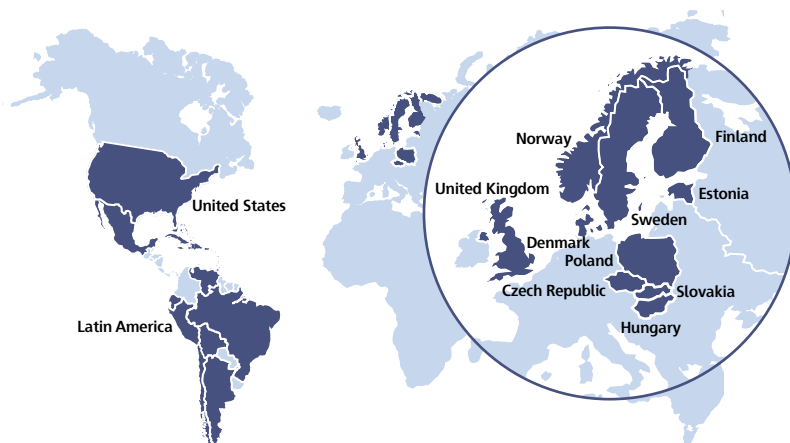 United States
Latin America
Norway
Finland
United Kingdom
Estonia
Sweden
Denmark
Poland
Czech Republic
Slovakia
Hungary